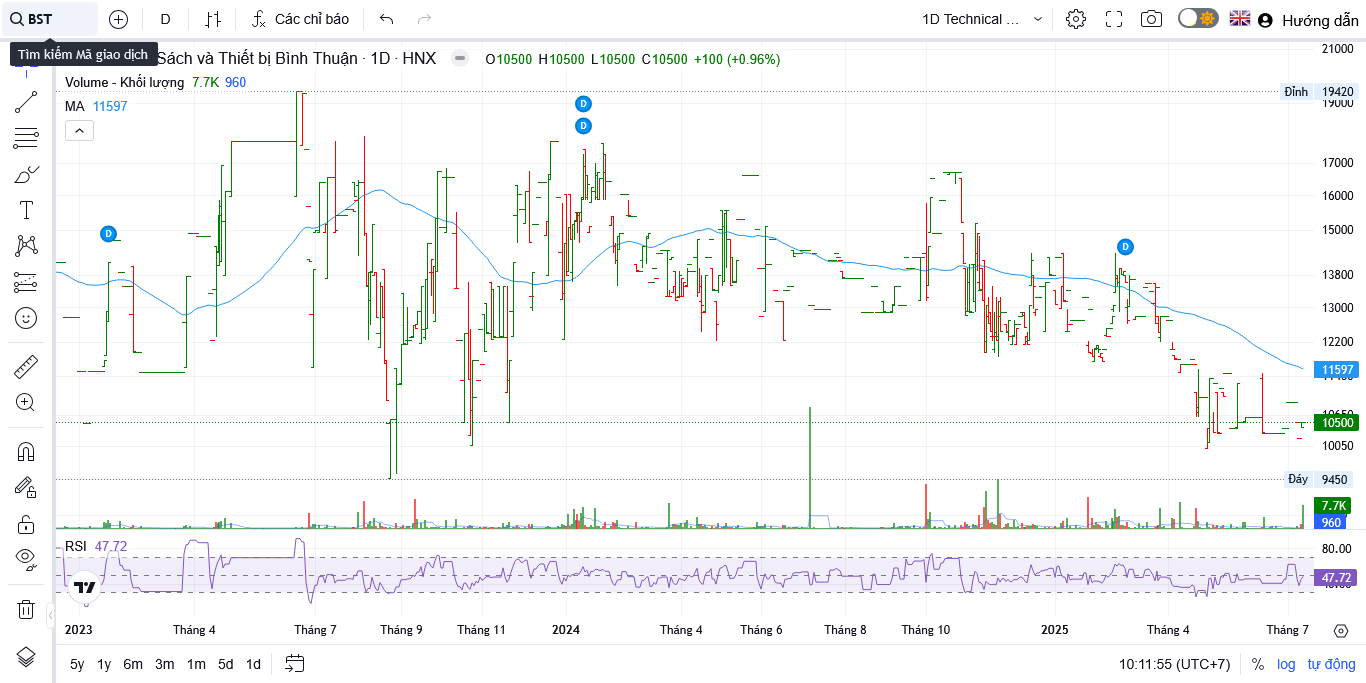 BST D Các chỉ báo 1D Technical ... Hướng dẫn
Tìm kiếm Mã giao dịch
Sách và Thiết bị Bình Thuận · 1D · HNX O10500 H10500 L10500 C10500 +100 (+0.96%)
Volume - Khối lượng 7.7K 960
MA 11597
D
D
D
D
21000
Đỉnh 19420
19000
17000
16000
15000
13800
13000
12200
11597
10500
10050
Đáy 9450
7.7K
960
RSI 47.72
80.00
47.72
2023 Tháng 4 Tháng 7 Tháng 9 Tháng 11 2024 Tháng 4 Tháng 6 Tháng 8 Tháng 10 2025 Tháng 4 Tháng 7
5y 1y 6m 3m 1m 5d 1d 10:11:55 (UTC+7) % log tự động